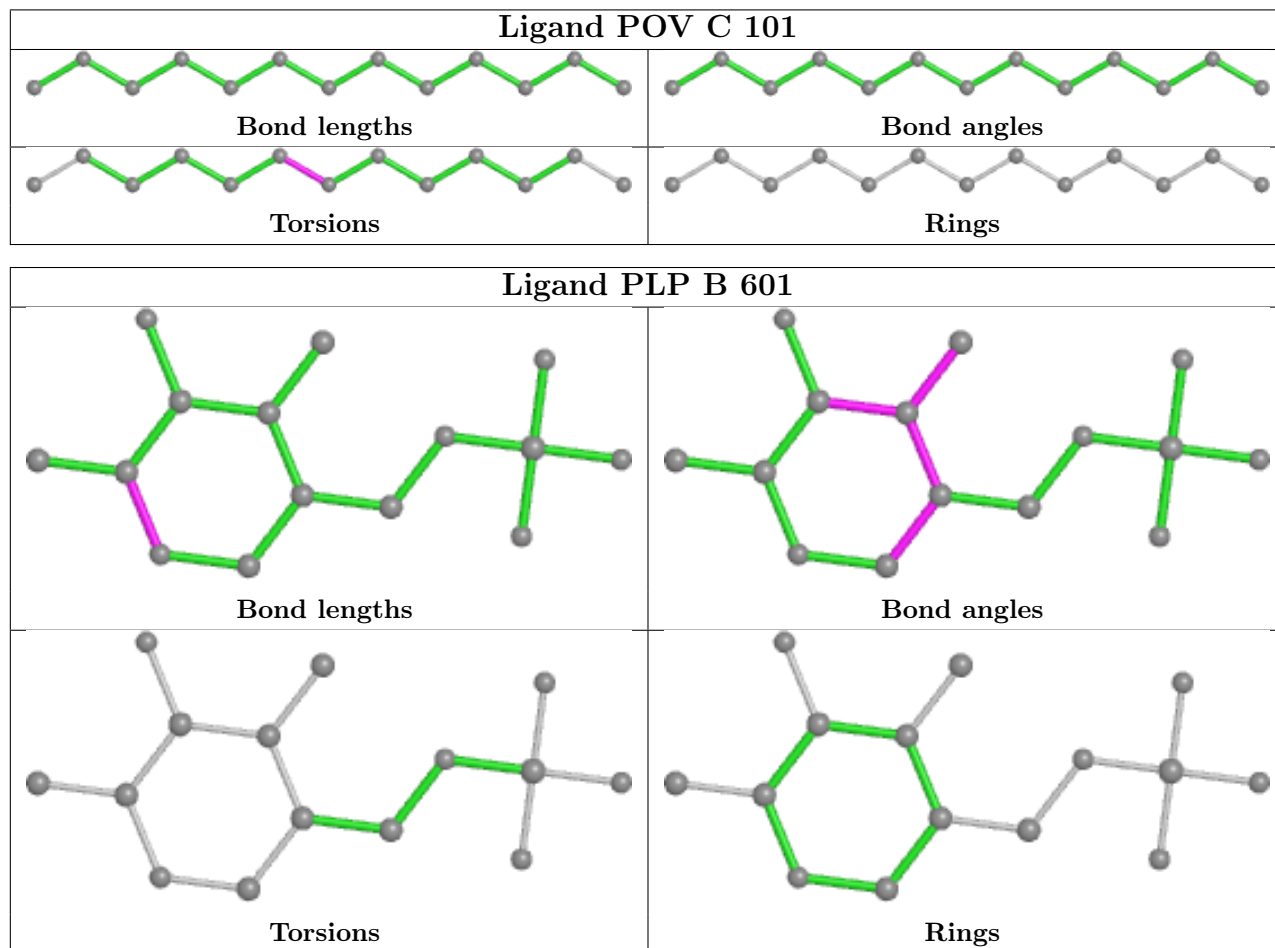 Ligand POV C 101
Bond lengths
Bond angles
Torsions
Rings
Ligand PLP B 601
Bond lengths
Bond angles
Torsions
Rings